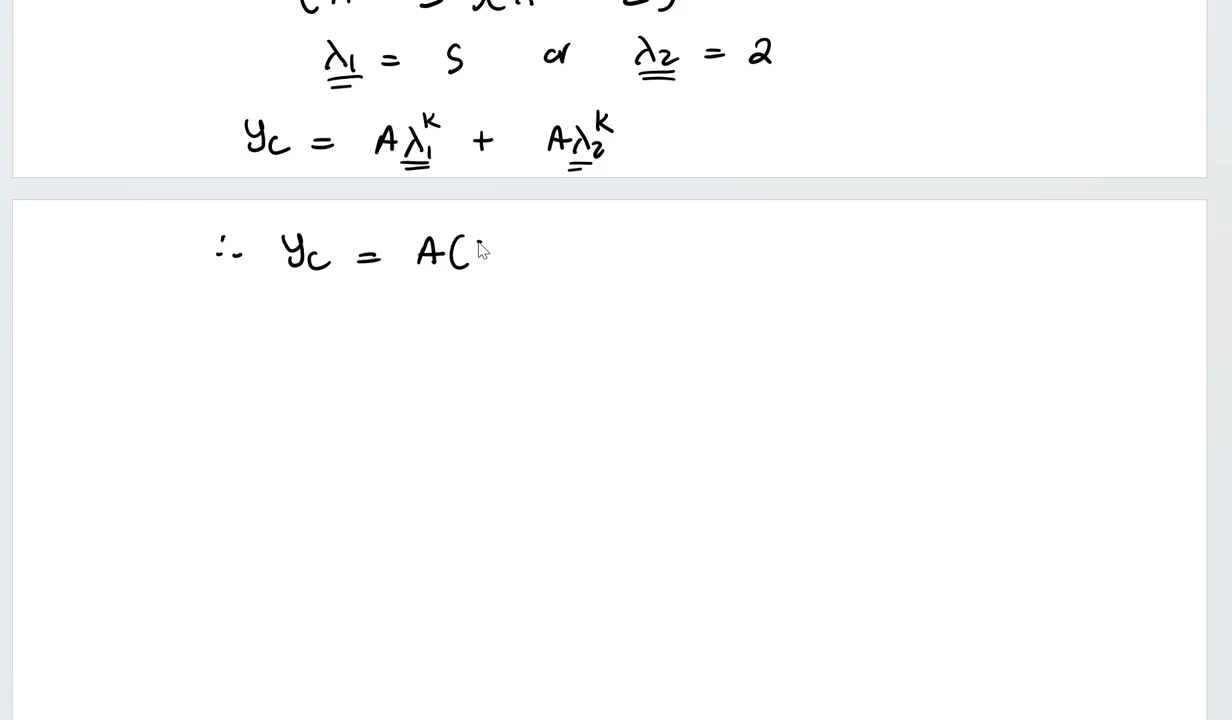 λ1 = 5 or λ2 = 2
yc = Aλ1^k + Aλ2^k
∴ yc = A(